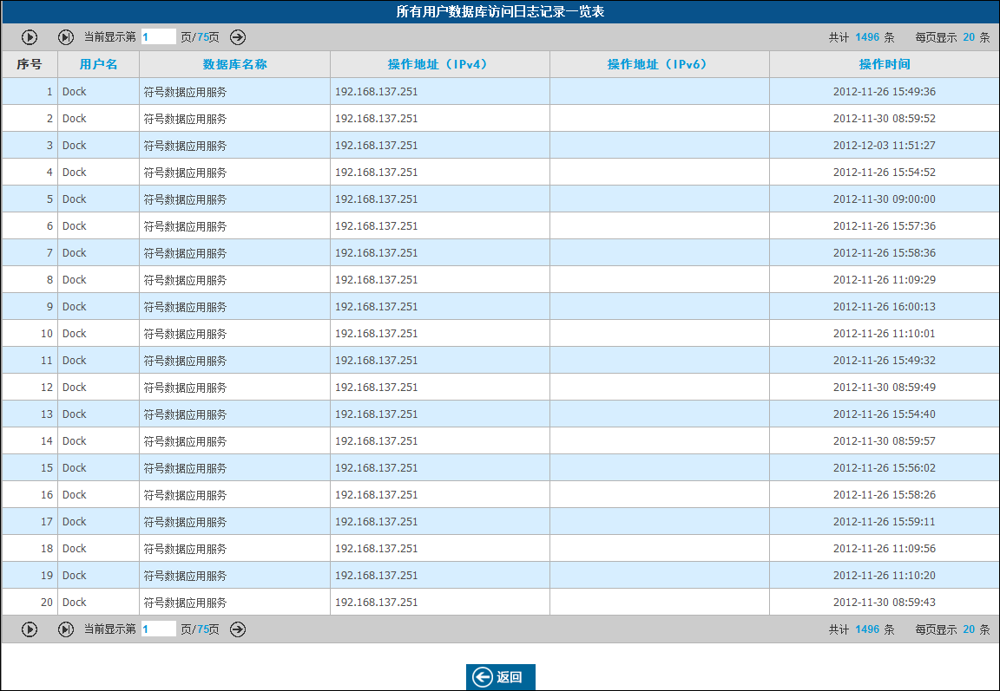 所有用户数据库访问日志记录一览表
当前显示第 1 页/75页 共计 1496 条 每页显示 20 条
序号 用户名 数据库名称 操作地址（IPv4） 操作地址（IPv6） 操作时间
1 Dock 符号数据应用服务 192.168.137.251 2012-11-26 15:49:36
2 Dock 符号数据应用服务 192.168.137.251 2012-11-30 08:59:52
3 Dock 符号数据应用服务 192.168.137.251 2012-12-03 11:51:27
4 Dock 符号数据应用服务 192.168.137.251 2012-11-26 15:54:52
5 Dock 符号数据应用服务 192.168.137.251 2012-11-30 09:00:00
6 Dock 符号数据应用服务 192.168.137.251 2012-11-26 15:57:36
7 Dock 符号数据应用服务 192.168.137.251 2012-11-26 15:58:36
8 Dock 符号数据应用服务 192.168.137.251 2012-11-26 11:09:29
9 Dock 符号数据应用服务 192.168.137.251 2012-11-26 16:00:13
10 Dock 符号数据应用服务 192.168.137.251 2012-11-26 11:10:01
11 Dock 符号数据应用服务 192.168.137.251 2012-11-26 15:49:32
12 Dock 符号数据应用服务 192.168.137.251 2012-11-30 08:59:49
13 Dock 符号数据应用服务 192.168.137.251 2012-11-26 15:54:40
14 Dock 符号数据应用服务 192.168.137.251 2012-11-30 08:59:57
15 Dock 符号数据应用服务 192.168.137.251 2012-11-26 15:56:02
16 Dock 符号数据应用服务 192.168.137.251 2012-11-26 15:58:26
17 Dock 符号数据应用服务 192.168.137.251 2012-11-26 15:59:11
18 Dock 符号数据应用服务 192.168.137.251 2012-11-26 11:09:56
19 Dock 符号数据应用服务 192.168.137.251 2012-11-26 11:10:20
20 Dock 符号数据应用服务 192.168.137.251 2012-11-30 08:59:43
当前显示第 1 页/75页 共计 1496 条 每页显示 20 条
返回